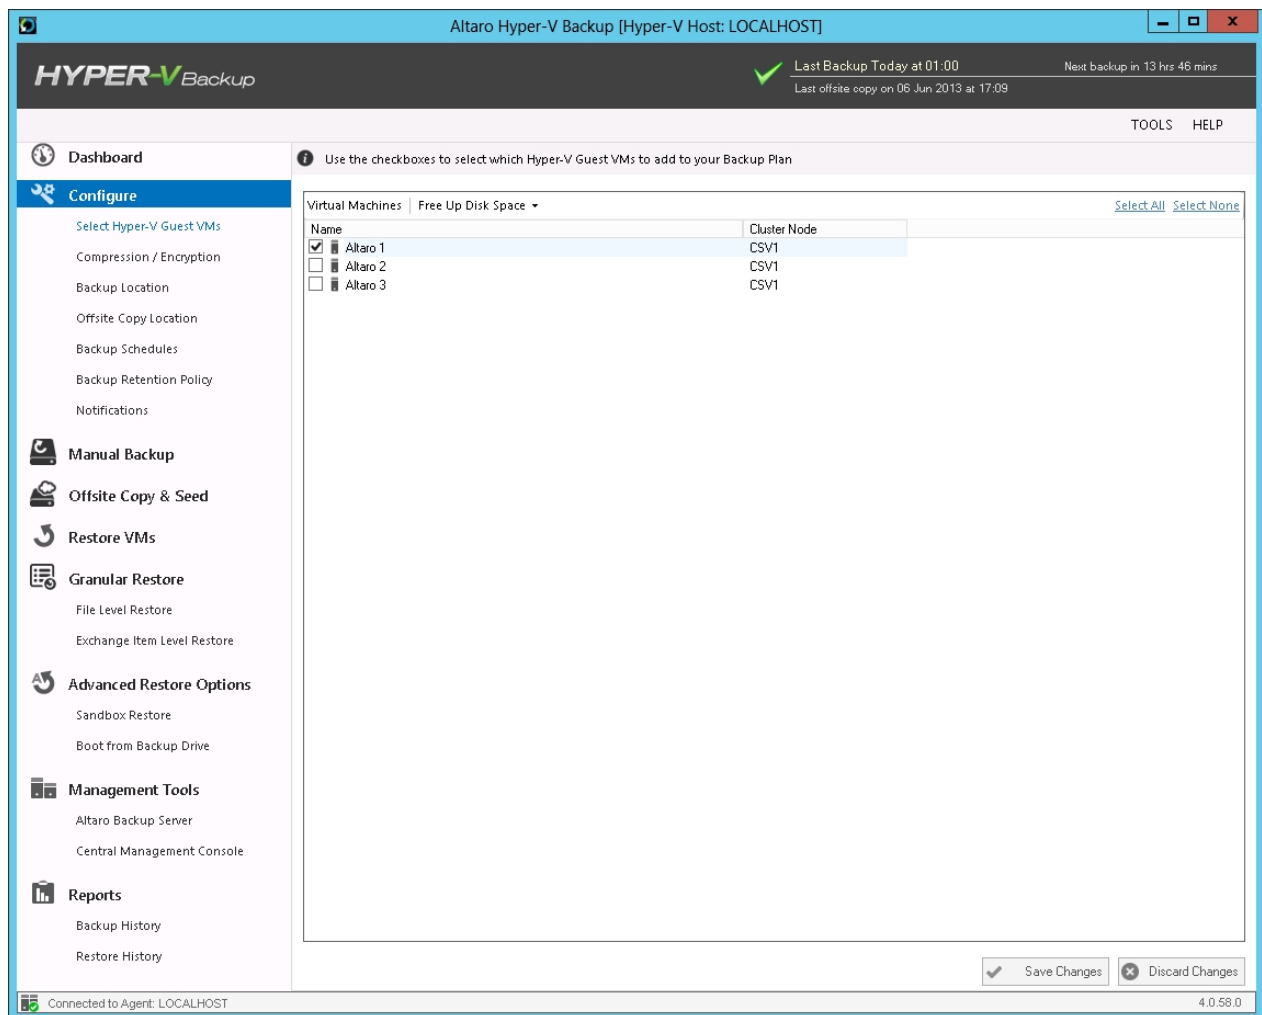 Altaro Hyper-V Backup [Hyper-V Host: LOCALHOST]
HYPER-V Backup
Last Backup Today at 01:00
Next backup in 13 hrs 46 mins
Last offsite copy on 06 Jun 2013 at 17:09
TOOLS HELP
Dashboard
Use the checkboxes to select which Hyper-V Guest VMs to add to your Backup Plan
Configure
Select Hyper-V Guest VMs
Compression / Encryption
Backup Location
Offsite Copy Location
Backup Schedules
Backup Retention Policy
Notifications
Manual Backup
Offsite Copy & Seed
Restore VMs
Granular Restore
File Level Restore
Exchange Item Level Restore
Advanced Restore Options
Sandbox Restore
Boot from Backup Drive
Management Tools
Altaro Backup Server
Central Management Console
Reports
Backup History
Restore History
Virtual Machines Free Up Disk Space Select All Select None
Name Cluster Node
Altaro 1 CSV1
Altaro 2 CSV1
Altaro 3 CSV1
Save Changes Discard Changes
Connected to Agent: LOCALHOST 4.0.58.0